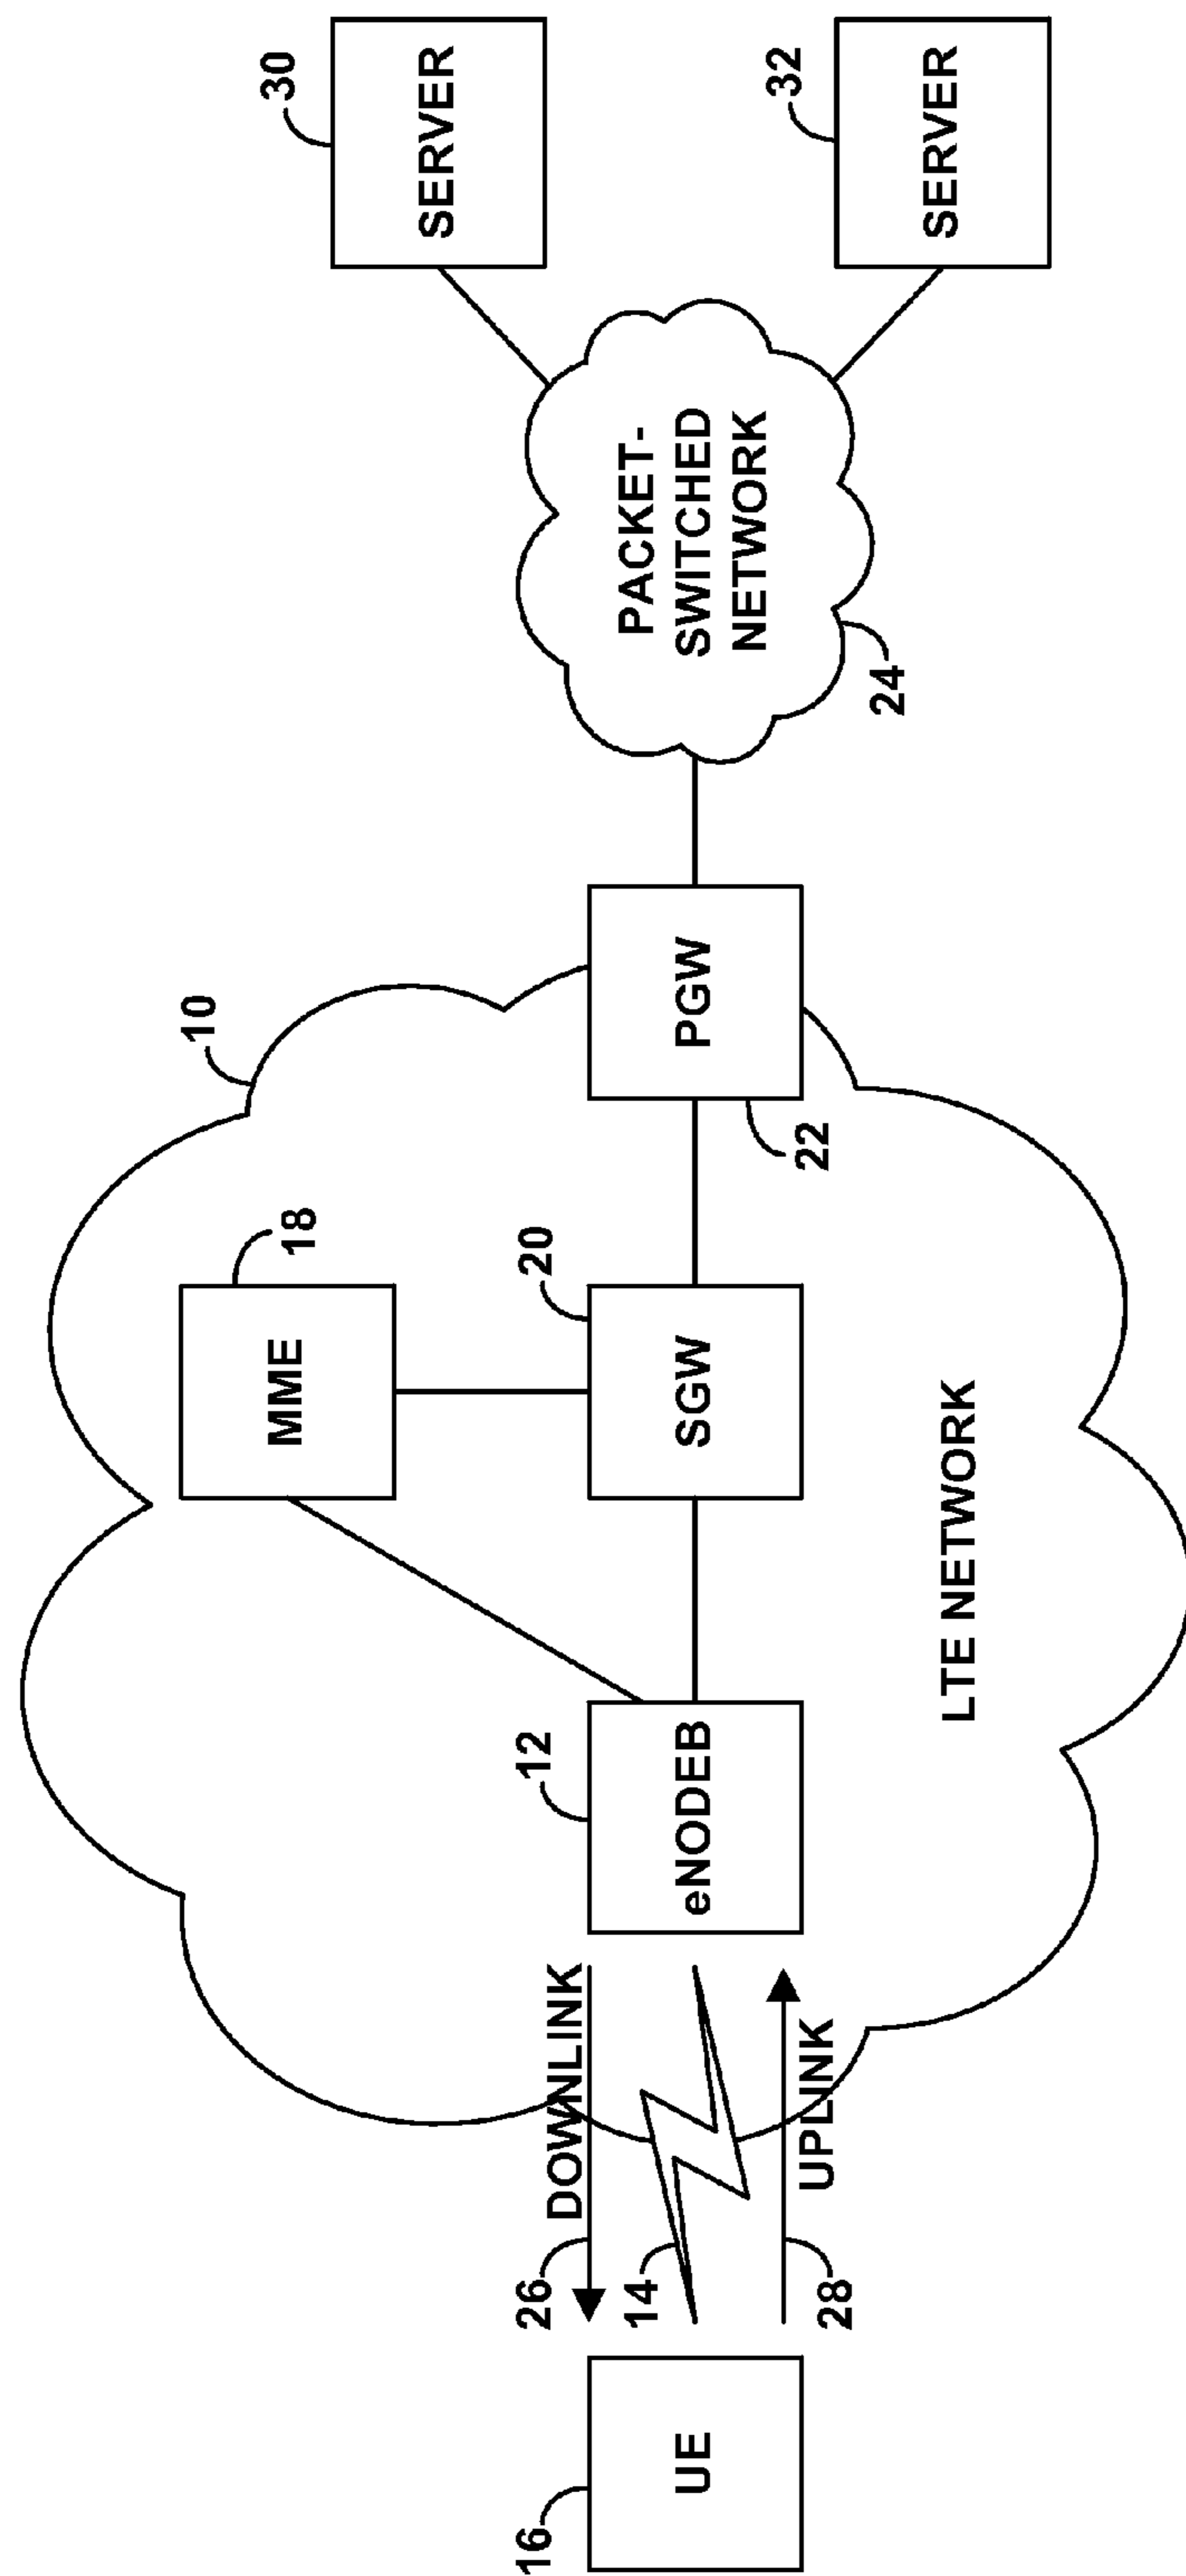 10
MME
18
30
SERVER
16
UE
26
DOWNLINK
14
UPLINK
28
12
eNODEB
20
SGW
PGW
22
PACKET-
SWITCHED
NETWORK
24
LTE NETWORK
32
SERVER